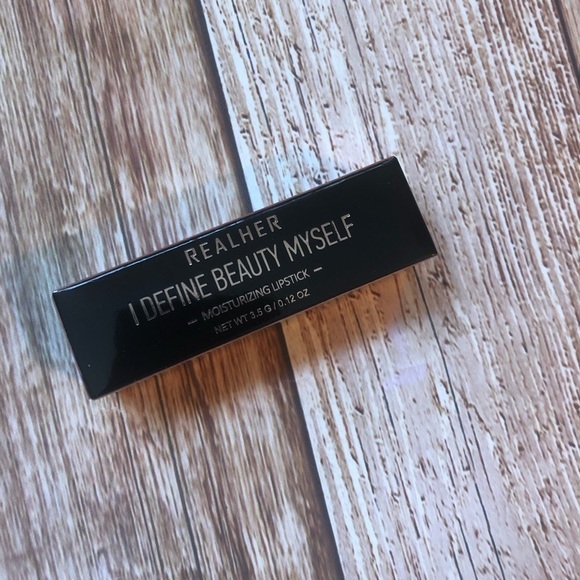 REALHER
I DEFINE BEAUTY MYSELF
— MOISTURIZING LIPSTICK —
NET WT 3.5 G / 0.12 OZ